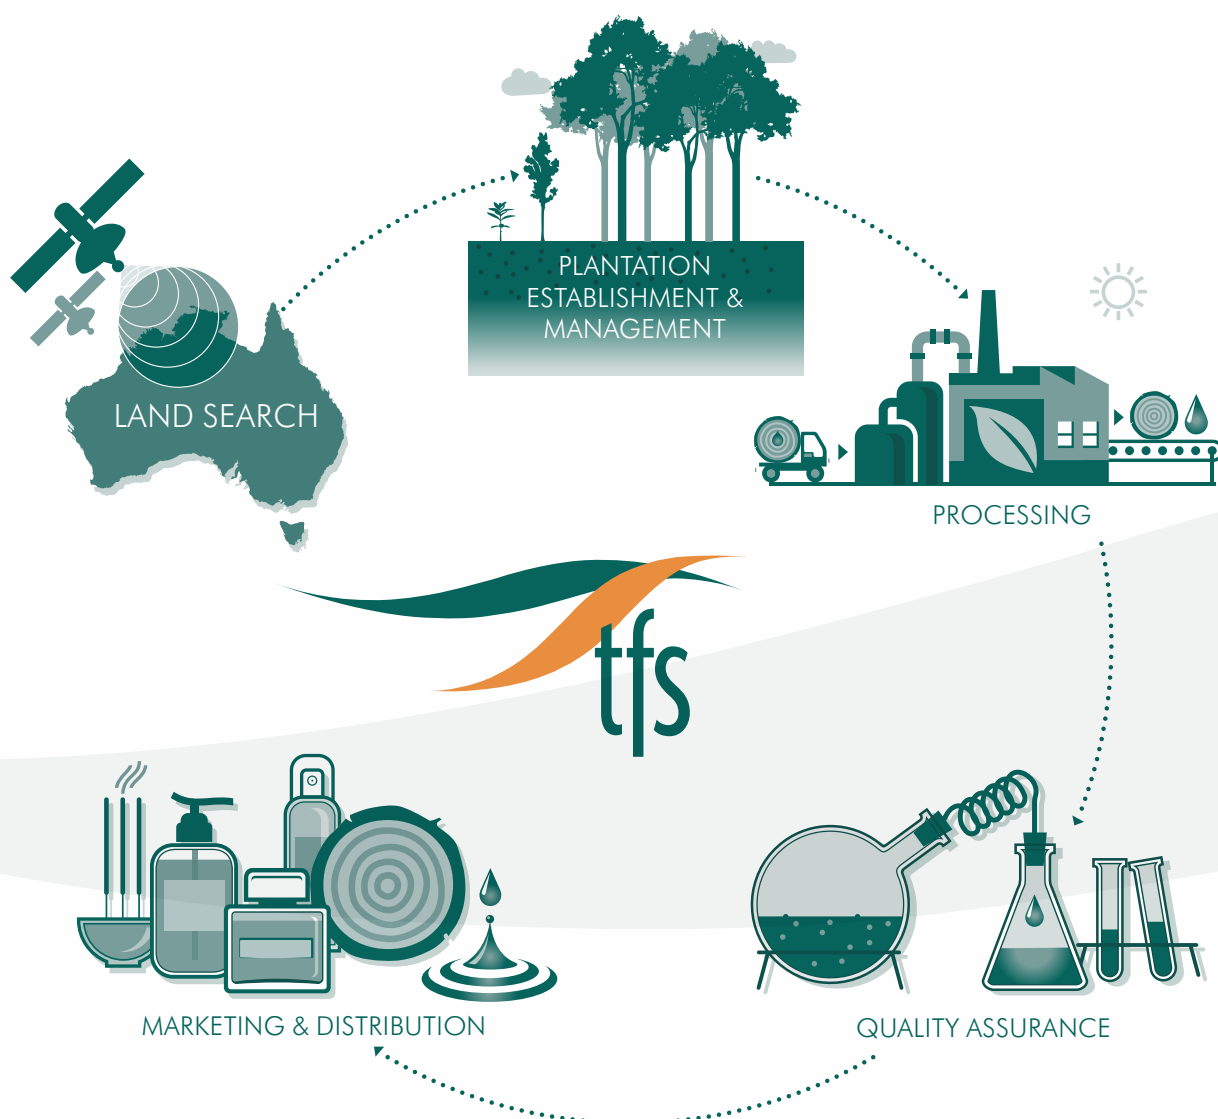 PLANTATION
ESTABLISHMENT &
MANAGEMENT
LAND SEARCH
PROCESSING
tfs
MARKETING & DISTRIBUTION
QUALITY ASSURANCE